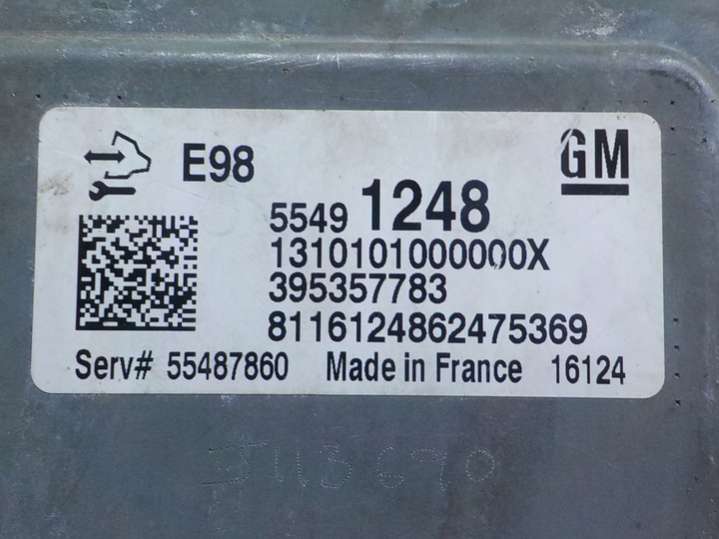 E98
GM
5549 1248
1310101000000X
395357783
8116124862475369
Serv# 55487860 Made in France 16124